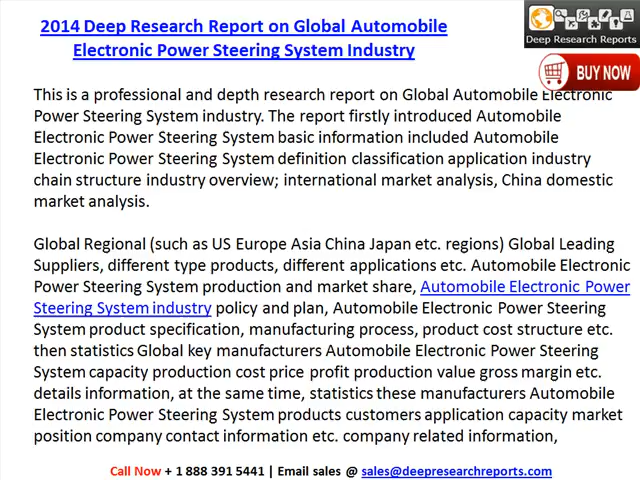 2014 Deep Research Report on Global Automobile
Electronic Power Steering System Industry
Deep Research Reports
BUY NOW
This is a professional and depth research report on Global Automobile Electronic
Power Steering System industry. The report firstly introduced Automobile
Electronic Power Steering System basic information included Automobile
Electronic Power Steering System definition classification application industry
chain structure industry overview; international market analysis, China domestic
market analysis.
Global Regional (such as US Europe Asia China Japan etc. regions) Global Leading
Suppliers, different type products, different applications etc. Automobile Electronic
Power Steering System production and market share, Automobile Electronic Power
Steering System industry policy and plan, Automobile Electronic Power Steering
System product specification, manufacturing process, product cost structure etc.
then statistics Global key manufacturers Automobile Electronic Power Steering
System capacity production cost price profit production value gross margin etc.
details information, at the same time, statistics these manufacturers Automobile
Electronic Power Steering System products customers application capacity market
position company contact information etc. company related information,
Call Now + 1 888 391 5441 | Email sales @ sales@deepresearchreports.com